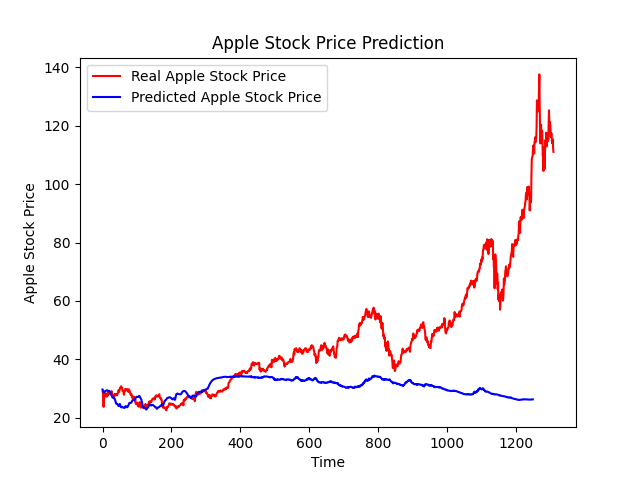 Apple Stock Price Prediction
Real Apple Stock Price
Predicted Apple Stock Price
140
120
100
80
60
40
20
Apple Stock Price
0
200
400
600
800
1000
1200
Time